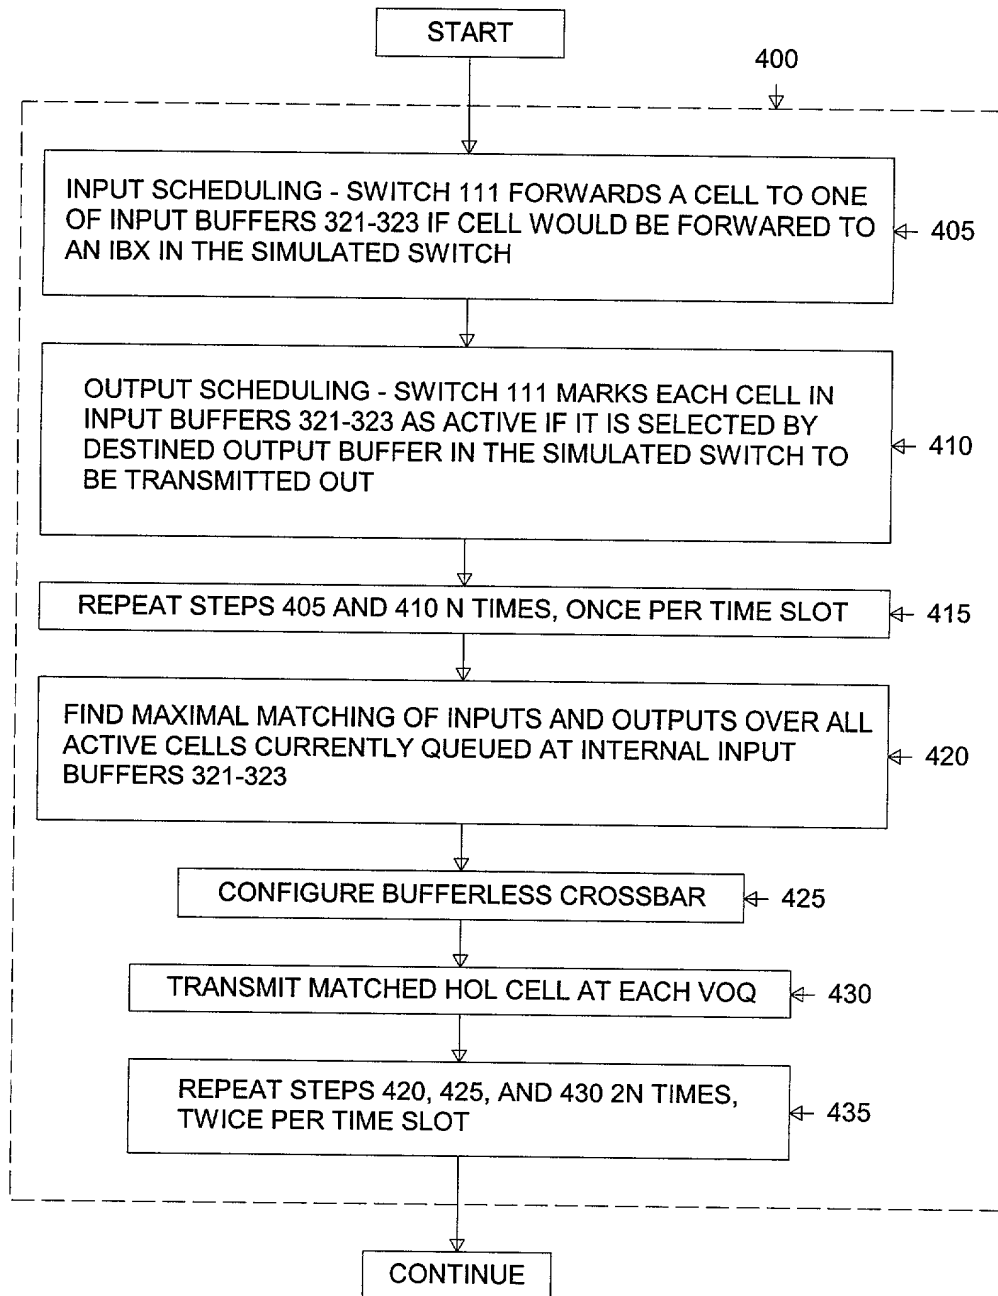 START
400
INPUT SCHEDULING - SWITCH 111 FORWARDS A CELL TO ONE
OF INPUT BUFFERS 321-323 IF CELL WOULD BE FORWARED TO
AN IBX IN THE SIMULATED SWITCH
405
OUTPUT SCHEDULING - SWITCH 111 MARKS EACH CELL IN
INPUT BUFFERS 321-323 AS ACTIVE IF IT IS SELECTED BY
DESTINED OUTPUT BUFFER IN THE SIMULATED SWITCH TO
BE TRANSMITTED OUT
410
REPEAT STEPS 405 AND 410 N TIMES, ONCE PER TIME SLOT
415
FIND MAXIMAL MATCHING OF INPUTS AND OUTPUTS OVER ALL
ACTIVE CELLS CURRENTLY QUEUED AT INTERNAL INPUT
BUFFERS 321-323
420
CONFIGURE BUFFERLESS CROSSBAR
425
TRANSMIT MATCHED HOL CELL AT EACH VOQ
430
REPEAT STEPS 420, 425, AND 430 2N TIMES,
TWICE PER TIME SLOT
435
CONTINUE